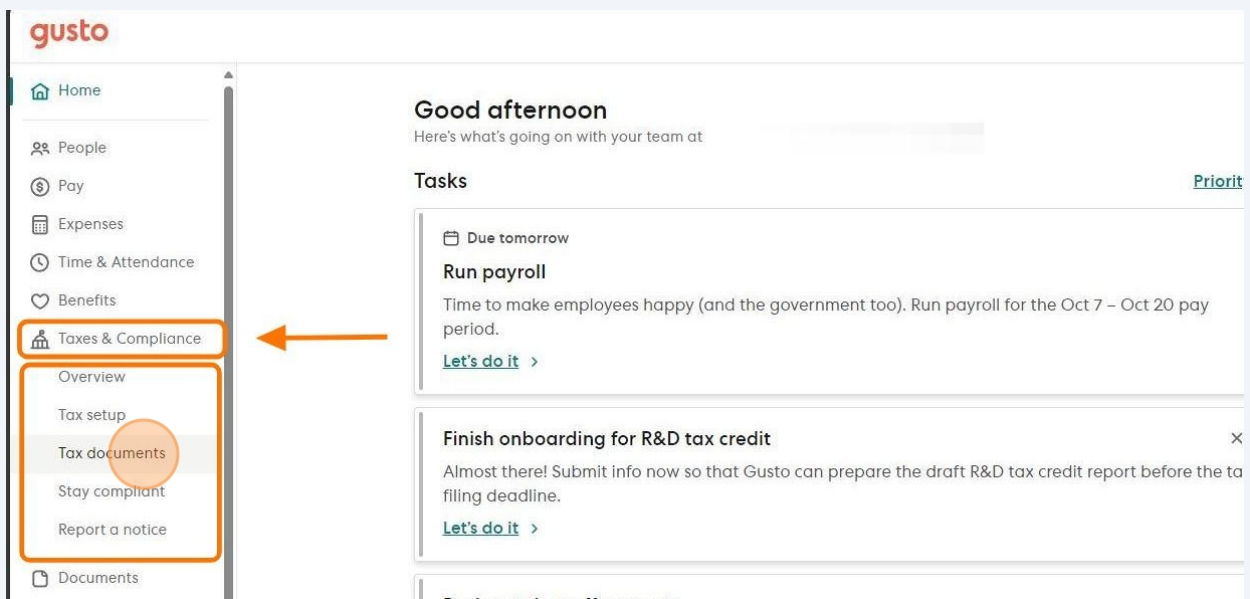 gusto
Home
People
Pay
Expenses
Time & Attendance
Benefits
Taxes & Compliance
Overview
Tax setup
Tax documents
Stay compliant
Report a notice
Documents
Good afternoon
Here's what's going on with your team at
Tasks
Priorit
Due tomorrow
Run payroll
Time to make employees happy (and the government too). Run payroll for the Oct 7 – Oct 20 pay
period.
Let's do it >
Finish onboarding for R&D tax credit
Almost there! Submit info now so that Gusto can prepare the draft R&D tax credit report before the ta
filing deadline.
Let's do it >